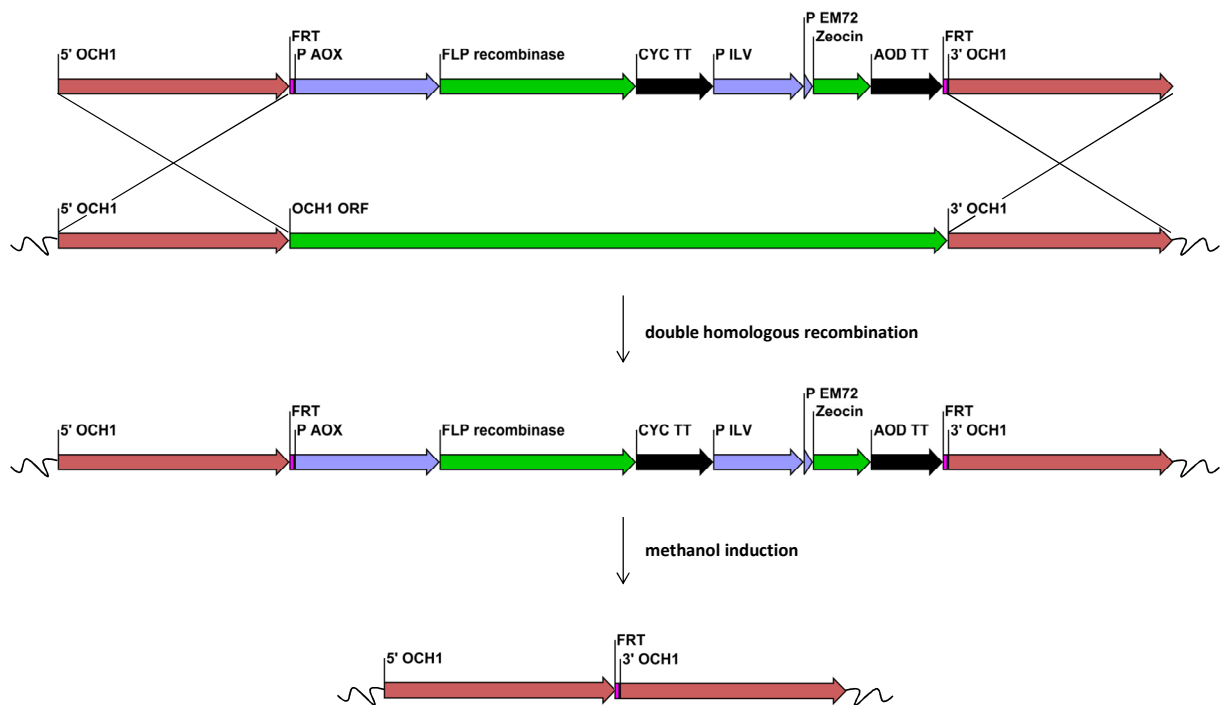 P EM72
FRT Zeocin FRT
5' OCH1 P AOX FLP recombinase CYC TT P ILV AOD TT 3' OCH1
5' OCH1 OCH1 ORF 3' OCH1
double homologous recombination
P EM72
FRT Zeocin FRT
5' OCH1 P AOX FLP recombinase CYC TT P ILV AOD TT 3' OCH1
methanol induction
FRT
5' OCH1 3' OCH1